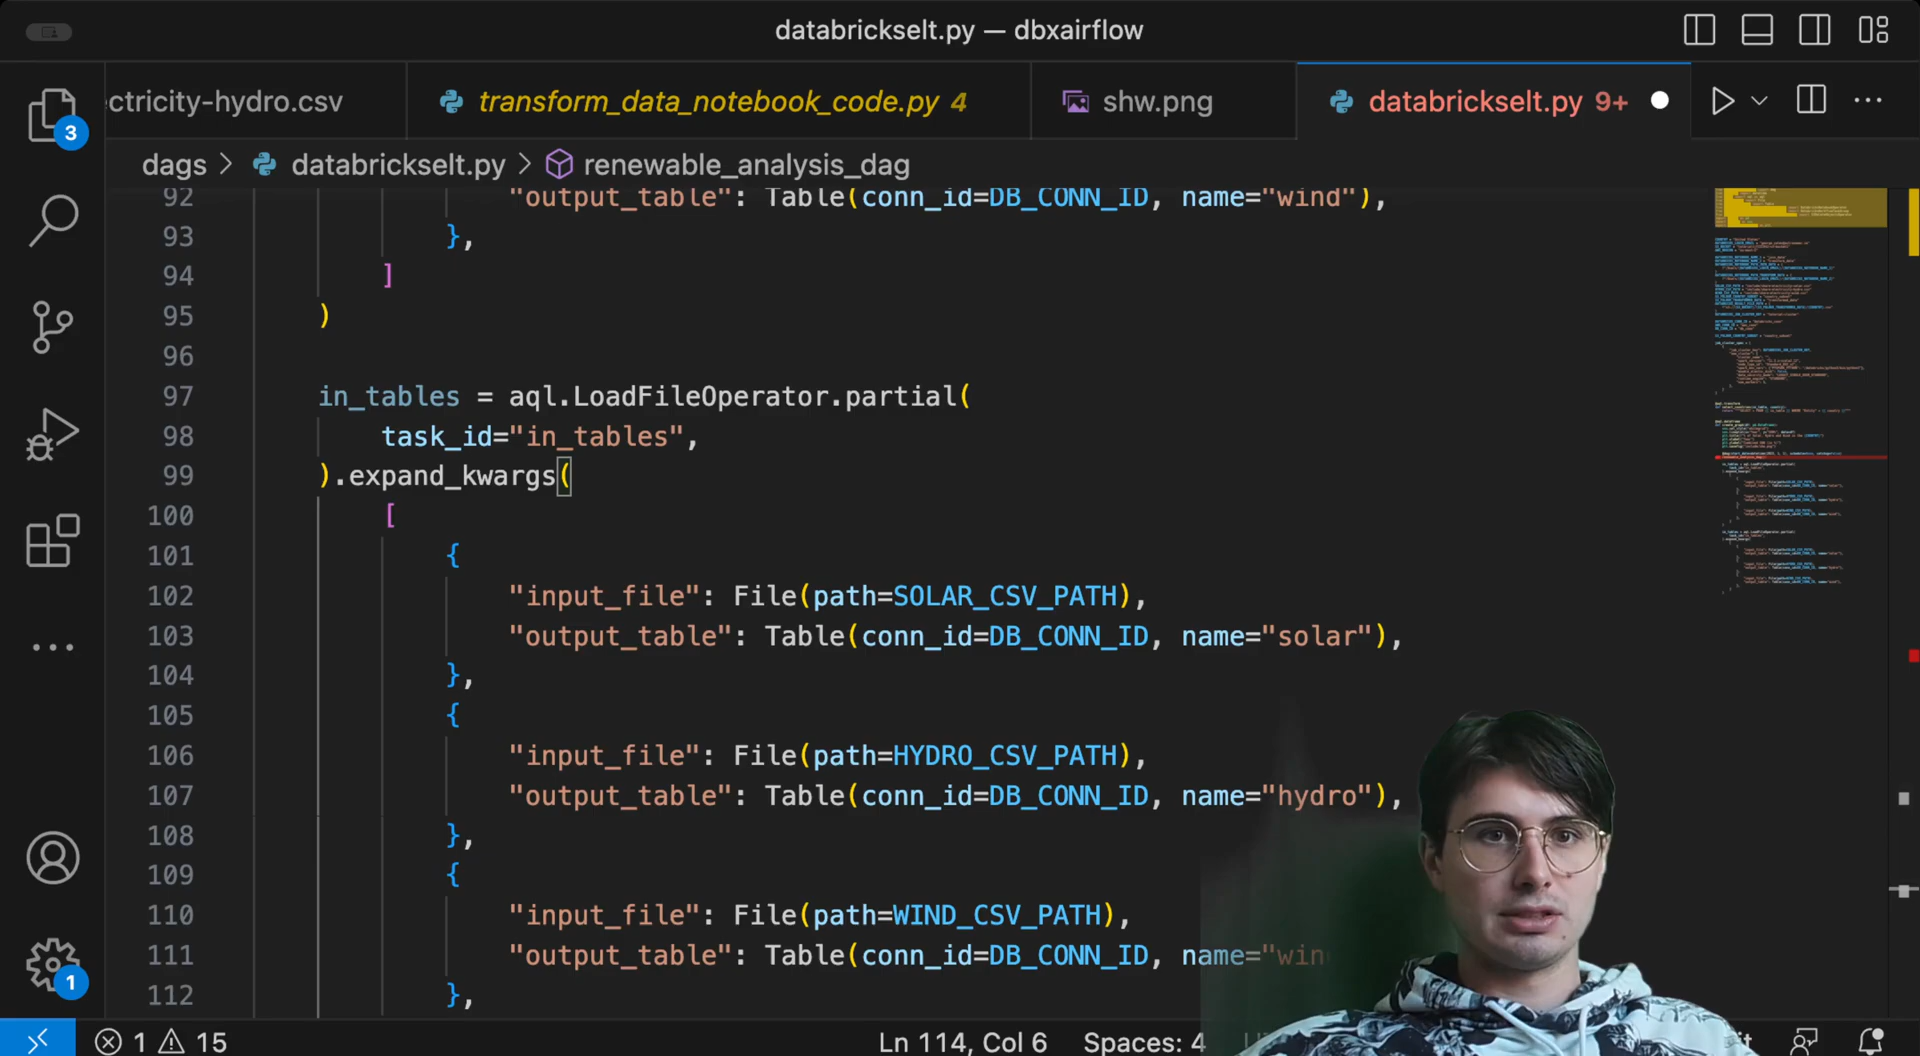 databrickselt.py — dbxairflow
ectricity-hydro.csv
transform_data_notebook_code.py 4
shw.png
databrickselt.py 9+
dags > databrickselt.py > renewable_analysis_dag
3
92 "output_table": Table(conn_id=DB_CONN_ID, name="wind"),
93 },
94 ]
95 )
96
97 in_tables = aql.LoadFileOperator.partial(
98 task_id="in_tables",
99 ).expand_kwargs(
100 [
101 {
102 "input_file": File(path=SOLAR_CSV_PATH),
103 "output_table": Table(conn_id=DB_CONN_ID, name="solar"),
104 },
105 {
106 "input_file": File(path=HYDRO_CSV_PATH),
107 "output_table": Table(conn_id=DB_CONN_ID, name="hydro"),
108 },
109 {
110 "input_file": File(path=WIND_CSV_PATH),
111 "output_table": Table(conn_id=DB_CONN_ID, name="win
112 },
1
1 15
Ln 114, Col 6 Spaces: 4